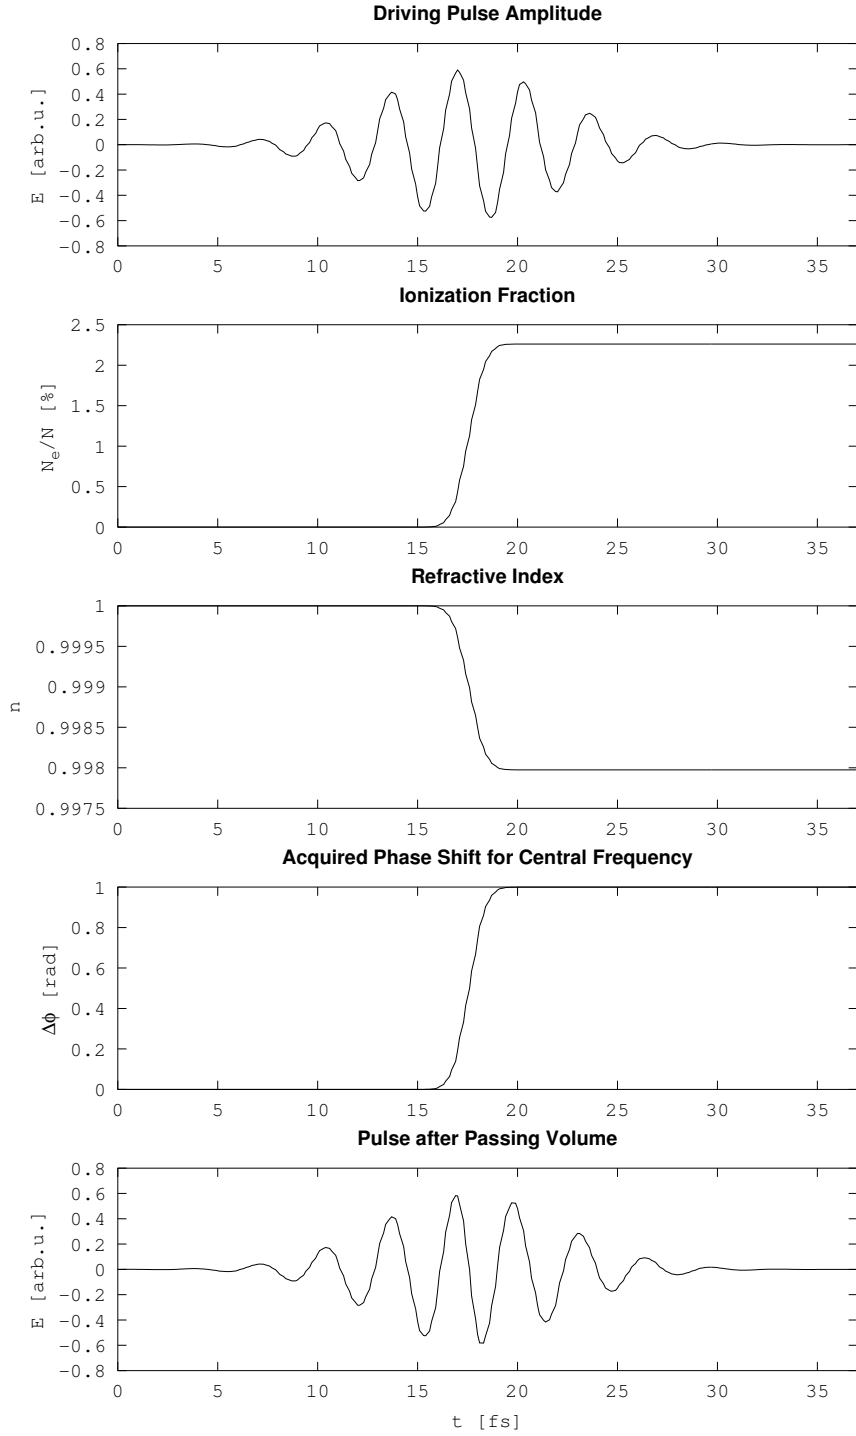 Driving Pulse Amplitude
0.8
0.6
0.4
0.2
0
−0.2
−0.4
−0.6
−0.8
E [arb.u.]
0 5 10 15 20 25 30 35
Ionization Fraction
2.5
2
1.5
1
0.5
0
Ne/N [%]
0 5 10 15 20 25 30 35
Refractive Index
1
0.9995
0.999
0.9985
0.998
0.9975
n
0 5 10 15 20 25 30 35
Acquired Phase Shift for Central Frequency
1
0.8
0.6
0.4
0.2
0
Δϕ [rad]
0 5 10 15 20 25 30 35
Pulse after Passing Volume
0.8
0.6
0.4
0.2
0
−0.2
−0.4
−0.6
−0.8
E [arb.u.]
0 5 10 15 20 25 30 35
t [fs]